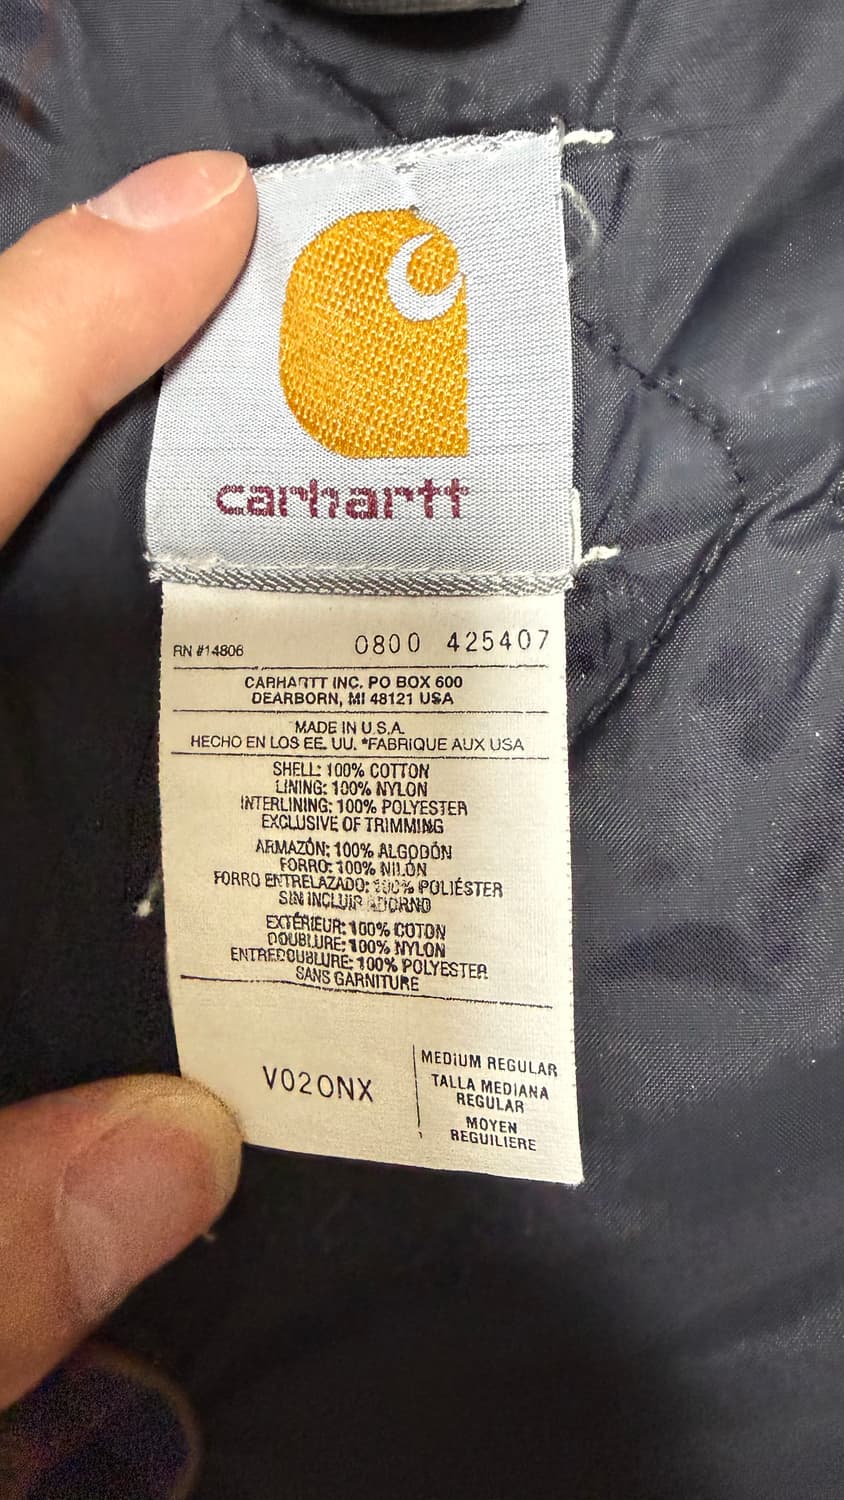 carhartt
RN #14806 0800 425407
CARHARTT INC. PO BOX 600
DEARBORN, MI 48121 USA
MADE IN U.S.A.
HECHO EN LOS EE. UU. *FABRIQUE AUX USA
SHELL: 100% COTTON
LINING: 100% NYLON
INTERLINING: 100% POLYESTER
EXCLUSIVE OF TRIMMING
ARMAZÓN: 100% ALGODÓN
FORRO: 100% NILÓN
FORRO ENTRELAZADO: 100% POLIÉSTER
SIN INCLUIR ADORNO
EXTÉRIEUR: 100% COTON
DOUBLURE: 100% NYLON
ENTREDOUBLURE: 100% POLYESTER
SANS GARNITURE
V02ONX
MEDIUM REGULAR
TALLA MEDIANA
REGULAR
MOYEN
REGUILIERE